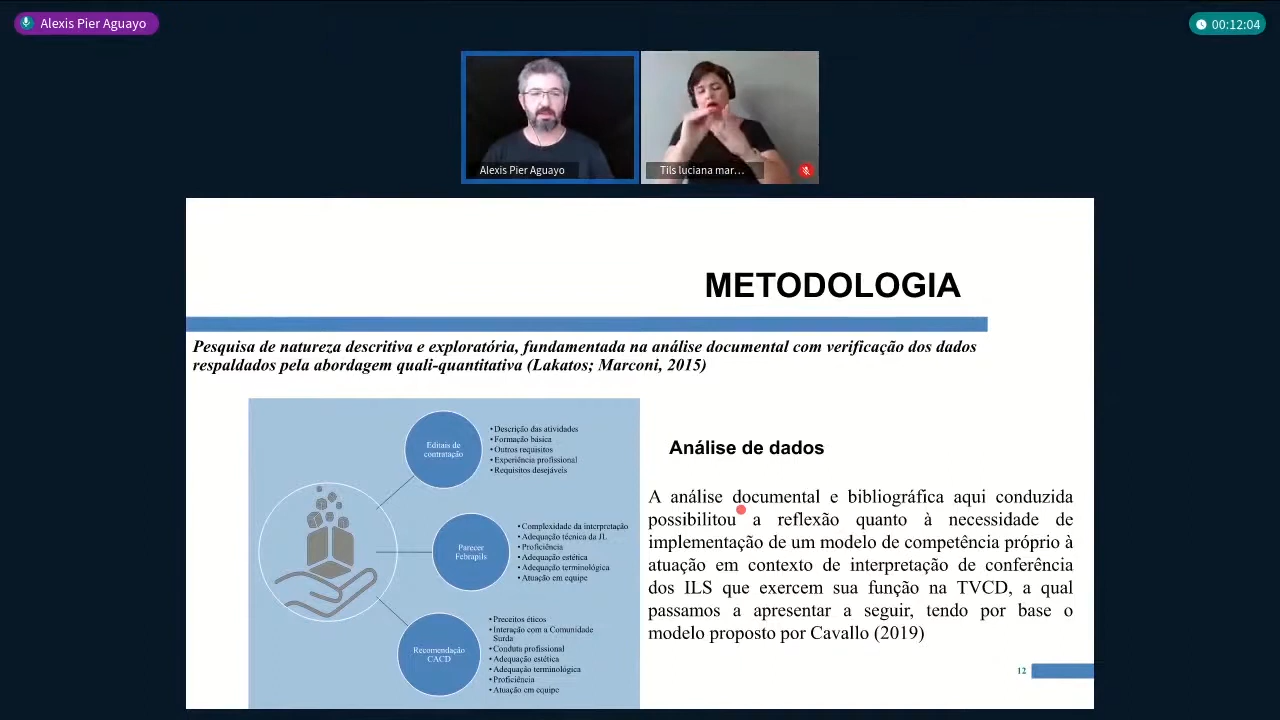 Alexis Pier Aguayo
00:12:04
Alexis Pier Aguayo
Tils luciana mar...
METODOLOGIA
Pesquisa de natureza descritiva e exploratória, fundamentada na análise documental com verificação dos dados
respaldados pela abordagem quali-quantitativa (Lakatos; Marconi, 2015)
Editais de
contratação
• Descrição das atividades
• Formação básica
• Outros requisitos
• Experiência profissional
• Requisitos desejáveis
Parecer
Febrapils
• Complexidade da interpretação
• Adequação técnica da JL
• Proficiência
• Adequação estética
• Adequação terminológica
• Atuação em equipe
Recomendação
CACD
• Preceitos éticos
• Interação com a Comunidade
Surda
• Conduta profissional
• Adequação estética
• Adequação terminológica
• Proficiência
• Atuação em equipe
Análise de dados
A análise documental e bibliográfica aqui conduzida
possibilitou a reflexão quanto à necessidade de
implementação de um modelo de competência próprio à
atuação em contexto de interpretação de conferência
dos ILS que exercem sua função na TVCD, a qual
passamos a apresentar a seguir, tendo por base o
modelo proposto por Cavallo (2019)
12